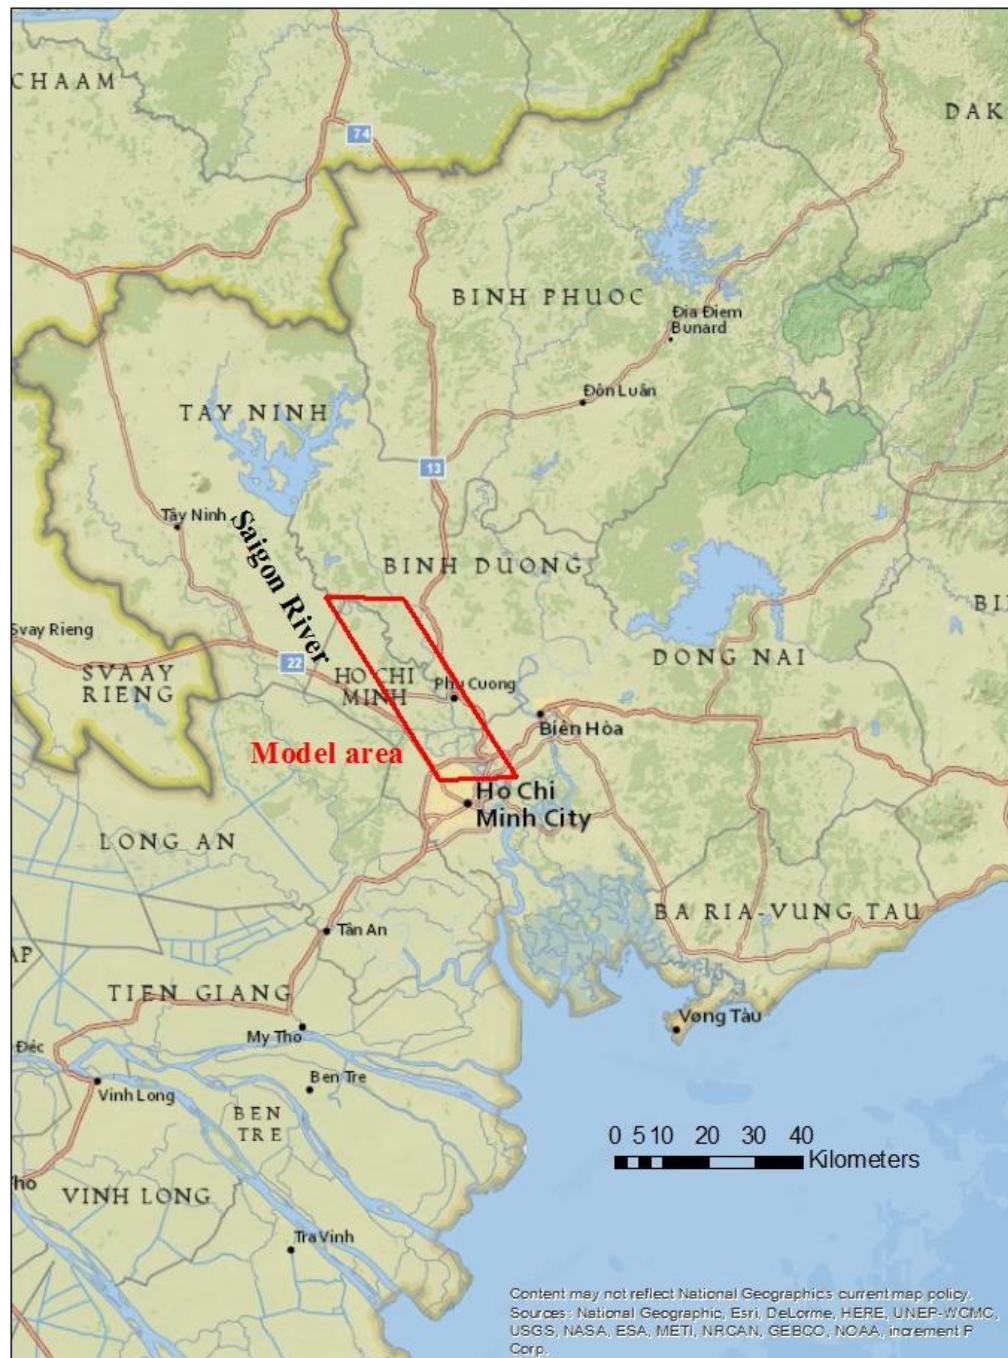 CHAAM
DAK
74
BINH PHUOC
Đia Điem
Bunard
Đòn Luân
TAY NINH
13
Tây Ninh
Saigon River
BINH DUONG
BI
Svay Rieng
SVAAY
RIENG
22
HO CHI
MINH
Phu Cuong
DONG NAI
Biên Hòa
Model area
Ho Chi
Minh City
LONG AN
BA RIA-VUNG TAU
Tân An
AP
TIEN GIANG
Vøng Tàu
My Tho
Déc
Ben Tre
Vinh Long
BEN
TRE
0 5 10 20 30 40
Kilometers
ho
VINH LONG
Tra Vinh
Content may not reflect National Geographic's current map policy.
Sources: National Geographic, Esri, DeLorme, HERE, UNEP-WCMC,
USGS, NASA, ESA, METI, NRCAN, GEBCO, NOAA, increment P
Corp.